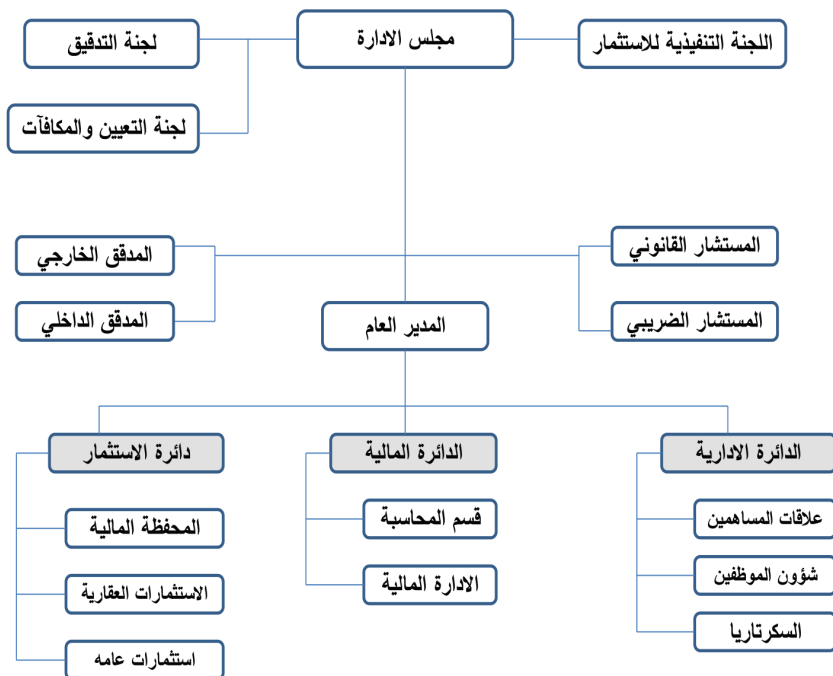 مجلس الادارة
اللجنة التنفيذية للاستثمار
لجنة التدقيق
لجنة التعيين والمكافآت
المستشار القانوني
المدقق الخارجي
المستشار الضريبي
المدقق الداخلي
المدير العام
الدائرة الادارية
علاقات المساهمين
شؤون الموظفين
السكرتاريا
الدائرة المالية
قسم المحاسبة
الادارة المالية
دائرة الاستثمار
المحفظة المالية
الاستثمارات العقارية
استثمارات عامه